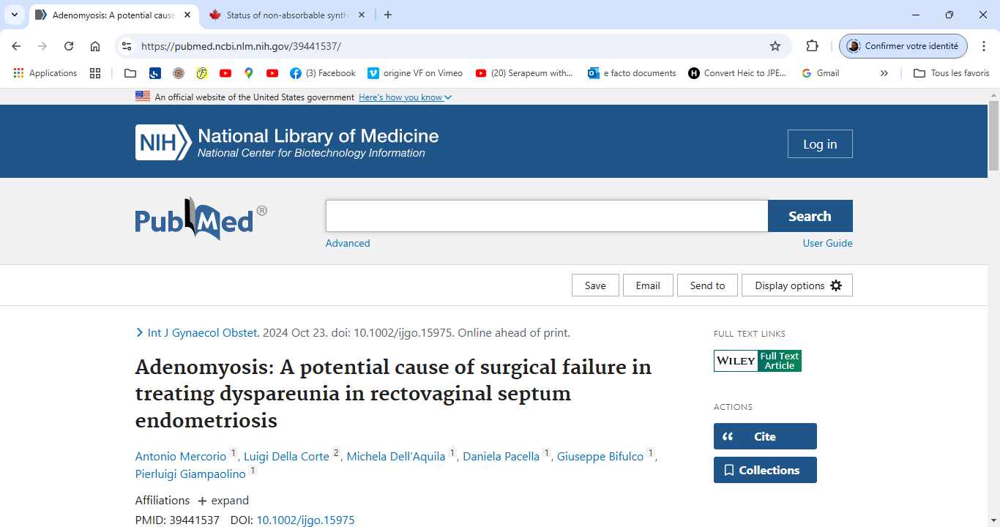 Adenomyosis: A potential cause
Status of non-absorbable synth
https://pubmed.ncbi.nlm.nih.gov/39441537/
Confirmer votre identité
Applications
(3) Facebook
origine VF on Vimeo
(20) Serapeum with...
e facto documents
Convert Heic to JPE...
Gmail
Tous les favoris
An official website of the United States government Here's how you know
NIH National Library of Medicine
National Center for Biotechnology Information
Log in
PubMed®
Search
Advanced
User Guide
Save
Email
Send to
Display options
Int J Gynaecol Obstet. 2024 Oct 23. doi: 10.1002/ijgo.15975. Online ahead of print.
Adenomyosis: A potential cause of surgical failure in
treating dyspareunia in rectovaginal septum
endometriosis
Antonio Mercorio 1, Luigi Della Corte 2, Michela Dell'Aquila 1, Daniela Pacella 1, Giuseppe Bifulco 1,
Pierluigi Giampaolino 1
Affiliations + expand
PMID: 39441537 DOI: 10.1002/ijgo.15975
FULL TEXT LINKS
WILEY Full Text
Article
ACTIONS
Cite
Collections